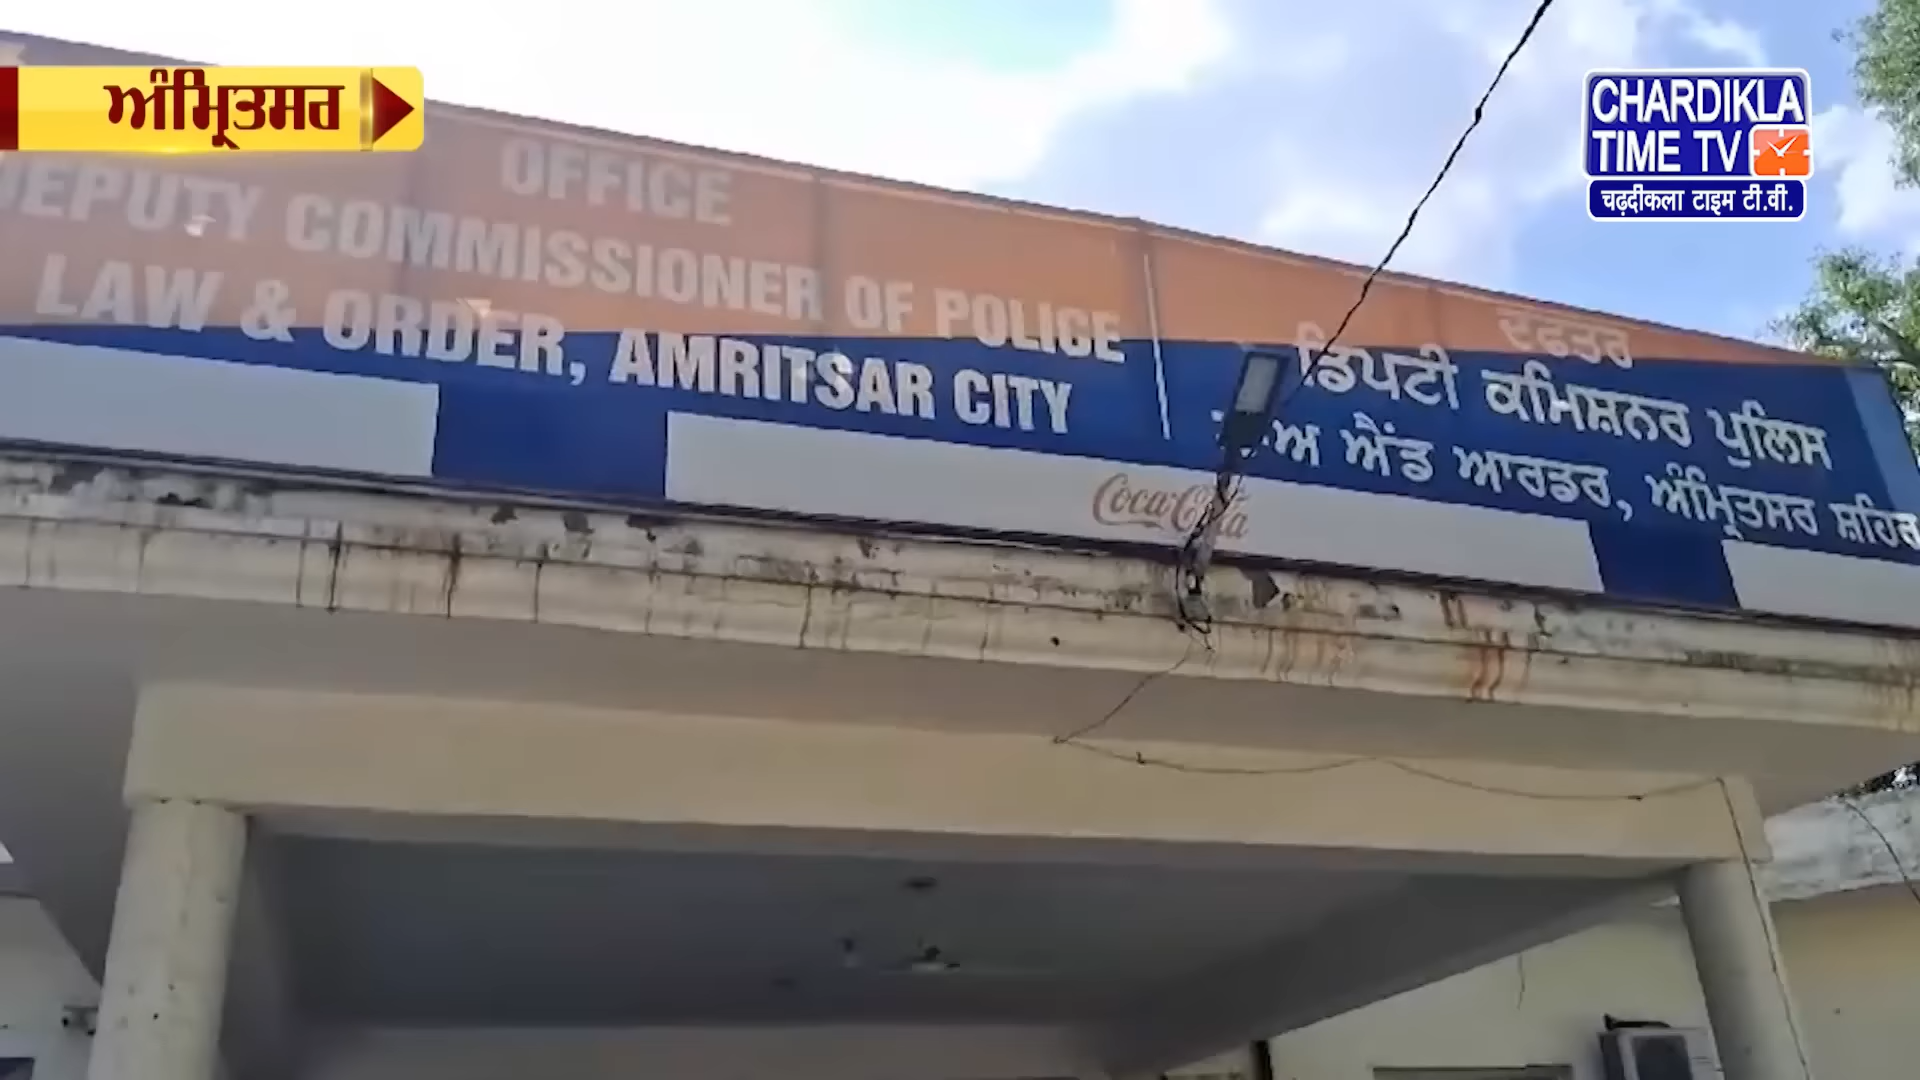 ਅੰਮ੍ਰਿਤਸਰ
CHARDIKLA
TIME TV
चढ़दीकला टाइम टी.वी.
OFFICE
DEPUTY COMMISSIONER OF POLICE
LAW & ORDER, AMRITSAR CITY
ਦਫਤਰ
ਡਿਪਟੀ ਕਮਿਸ਼ਨਰ ਪੁਲਿਸ
ਐਂਡ ਆਰਡਰ, ਅੰਮ੍ਰਿਤਸਰ ਸ਼ਹਿਰ
Coca-Cola